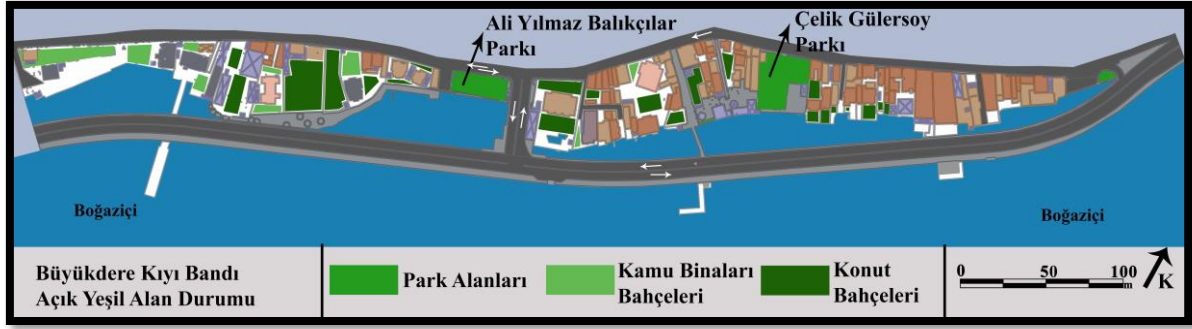 Ali Yılmaz Balıkçılar
Parkı
Çelik Gülersoy
Parkı
Boğaziçi
Boğaziçi
Büyükdere Kıyı Bandı
Açık Yeşil Alan Durumu
Park Alanları
Kamu Binaları
Bahçeleri
Konut
Bahçeleri
0 50 100
m
K